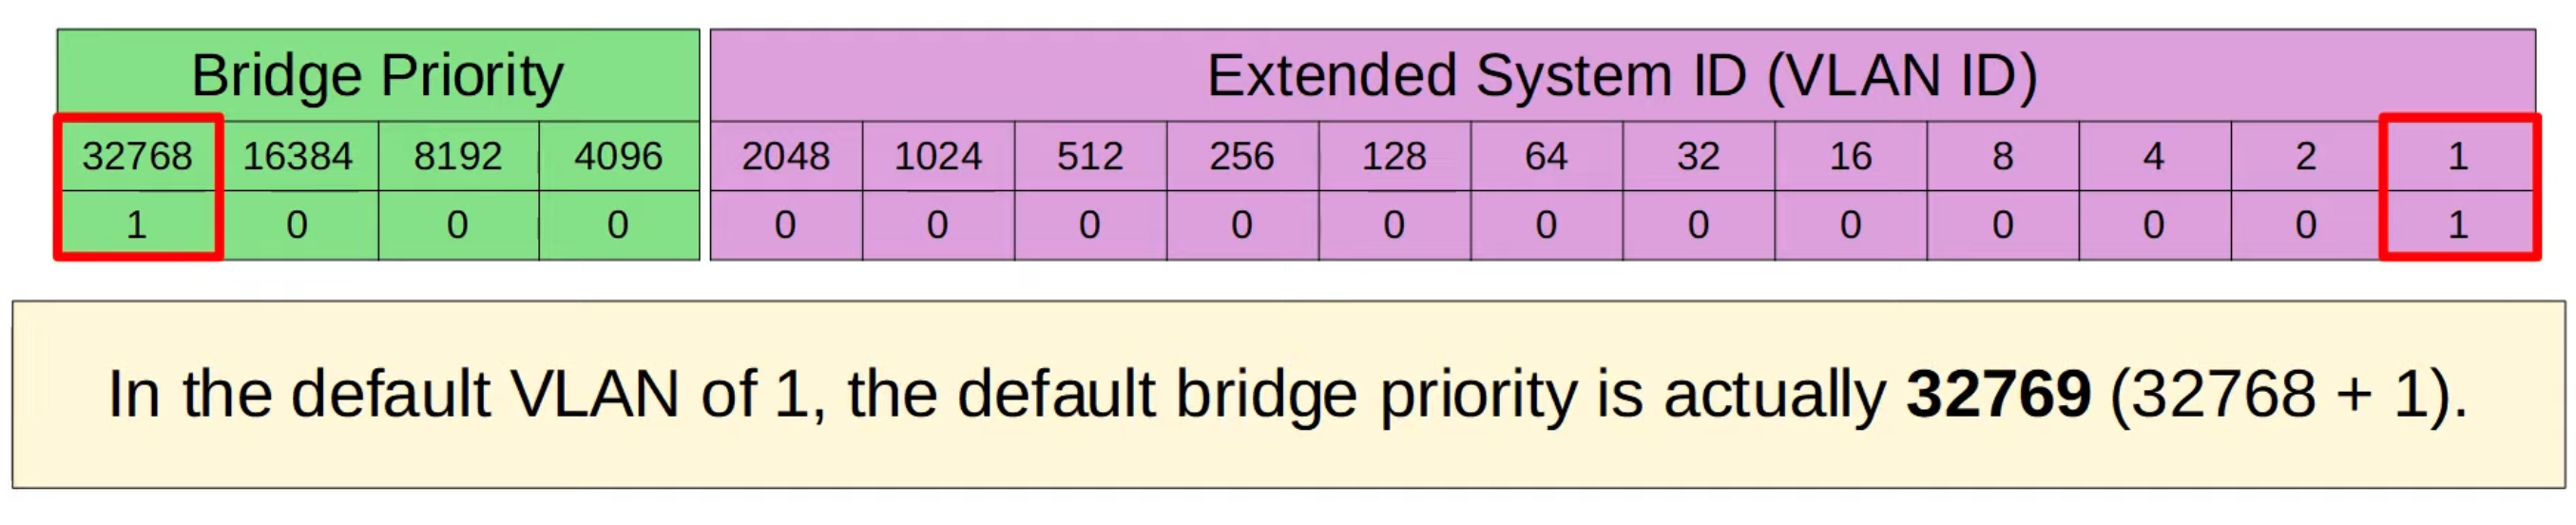 Bridge Priority Extended System ID (VLAN ID)
32768 16384 8192 4096 2048 1024 512 256 128 64 32 16 8 4 2 1
1 0 0 0 0 0 0 0 0 0 0 0 0 0 0 1
In the default VLAN of 1, the default bridge priority is actually 32769 (32768 + 1).